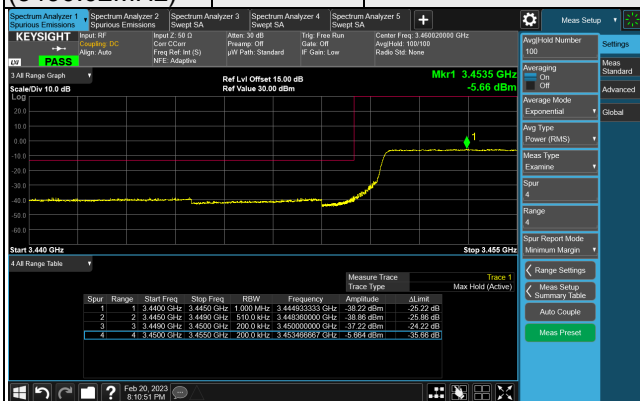 Spectrum Analyzer 1
Spurious Emissions
Spectrum Analyzer 2
Spurious Emissions
Spectrum Analyzer 3
Swept SA
Spectrum Analyzer 4
Swept SA
Spectrum Analyzer 5
Swept SA
Meas Setup
KEYSIGHT
Input: RF
Coupling: DC
Align: Auto
Input Z: 50 Ω
Corr CCorr
Freq Ref: Int (S)
NFE: Adaptive
Atten: 30 dB
Preamp: Off
µW Path: Standard
Trig: Free Run
Gate: Off
IF Gain: Low
Center Freq: 3.460020000 GHz
Avg|Hold: 100/100
Radio Std: None
LXI
PASS
3 All Range Graph
Scale/Div 10.0 dB
Ref Lvl Offset 15.00 dB
Ref Value 30.00 dBm
Mkr1 3.4535 GHz
-5.66 dBm
Log
20.0
10.0
0.00
-10.0
-20.0
-30.0
-40.0
-50.0
-60.0
1
Start 3.440 GHz
Stop 3.455 GHz
4 All Range Table
Measure Trace Trace 1
Trace Type Max Hold (Active)
Spur Range Start Freq Stop Freq RBW Frequency Amplitude ΔLimit
1 1 3.4400 GHz 3.4450 GHz 1.000 MHz 3.444933333 GHz -38.22 dBm -25.22 dB
2 2 3.4450 GHz 3.4490 GHz 510.0 kHz 3.448360000 GHz -38.86 dBm -25.86 dB
3 3 3.4490 GHz 3.4500 GHz 200.0 kHz 3.450000000 GHz -37.22 dBm -24.22 dB
4 4 3.4500 GHz 3.4550 GHz 200.0 kHz 3.453466667 GHz -5.664 dBm -35.66 dB
Avg|Hold Number
100
Averaging
On
Off
Average Mode
Exponential
Avg Type
Power (RMS)
Meas Type
Examine
Spur
4
Range
4
Spur Report Mode
Minimum Margin
Range Settings
Meas Setup
Summary Table
Auto Couple
Meas Preset
Settings
Meas
Standard
Advanced
Global
Feb 20, 2023
8:10:51 PM